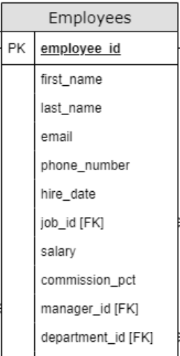 Employees
PK employee_id
first_name
last_name
email
phone_number
hire_date
job_id [FK]
salary
commission_pct
manager_id [FK]
department_id [FK]